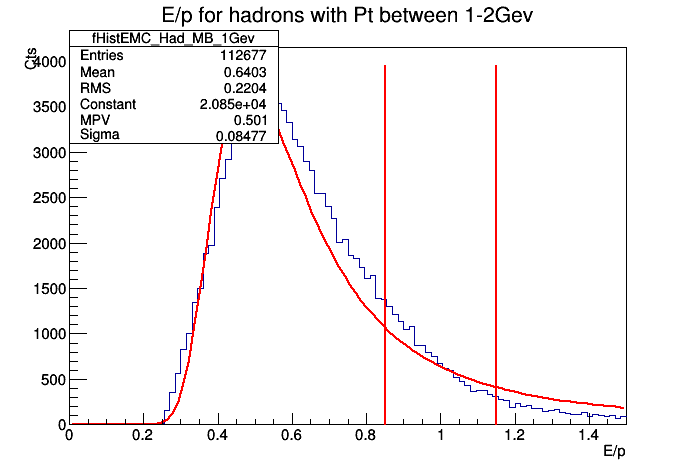 E/p for hadrons with Pt between 1-2Gev
fHistEMC_Had_MB_1Gev
Entries 112677
Mean 0.6403
RMS 0.2204
Constant 2.085e+04
MPV 0.501
Sigma 0.08477
Cts
4000
3500
3000
2500
2000
1500
1000
500
0
0 0.2 0.4 0.6 0.8 1 1.2 1.4
E/p